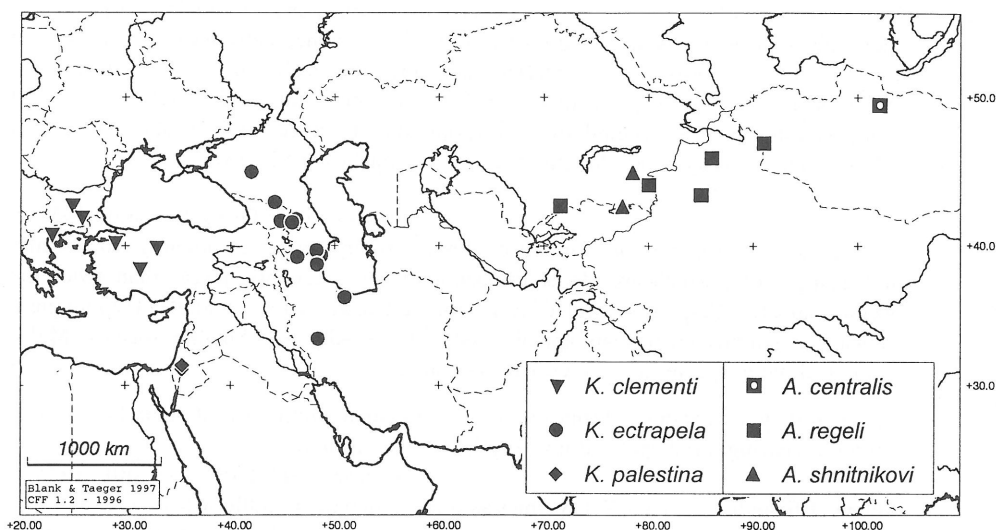 +50.0
+40.0
+30.0
K. clementi
K. ectrapela
K. palestina
A. centralis
A. regeli
A. shnitnikovi
1000 km
Blank & Taeger 1997
CFF 1.2 - 1996
+20.00 +30.00 +40.00 +50.00 +60.00 +70.00 +80.00 +90.00 +100.00